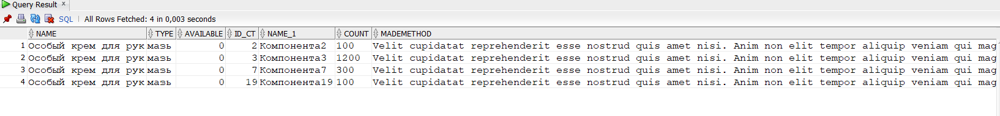 Query Result x
SQL | All Rows Fetched: 4 in 0,003 seconds
NAME TYPE AVAILABLE ID_CT NAME_1 COUNT MADEMETHOD
1 Особый крем для рук мазь 0 2 Компонента2 100 Velit cupidatat reprehenderit esse nostrud quis amet nisi. Anim non elit tempor aliquip veniam qui mag
2 Особый крем для рук мазь 0 3 Компонента3 1200 Velit cupidatat reprehenderit esse nostrud quis amet nisi. Anim non elit tempor aliquip veniam qui mag
3 Особый крем для рук мазь 0 7 Компонента7 300 Velit cupidatat reprehenderit esse nostrud quis amet nisi. Anim non elit tempor aliquip veniam qui mag
4 Особый крем для рук мазь 0 19 Компонента19 100 Velit cupidatat reprehenderit esse nostrud quis amet nisi. Anim non elit tempor aliquip veniam qui mag